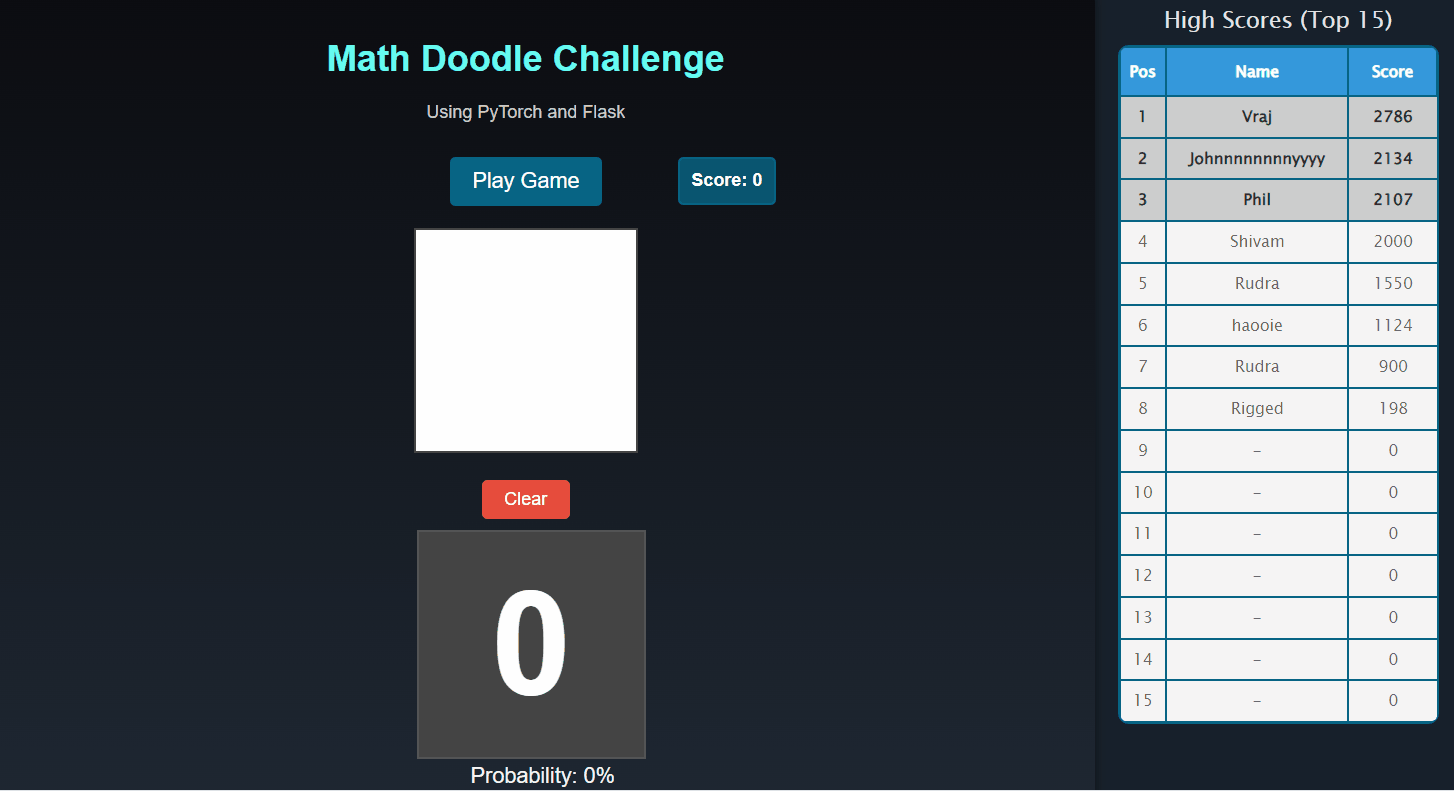 Math Doodle Challenge
Using PyTorch and Flask
Play Game
Score: 0
Clear
0
Probability: 0%
High Scores (Top 15)
Pos Name Score
1 Vraj 2786
2 Johnnnnnnnnyyyy 2134
3 Phil 2107
4 Shivam 2000
5 Rudra 1550
6 haooie 1124
7 Rudra 900
8 Rigged 198
9 – 0
10 – 0
11 – 0
12 – 0
13 – 0
14 – 0
15 – 0